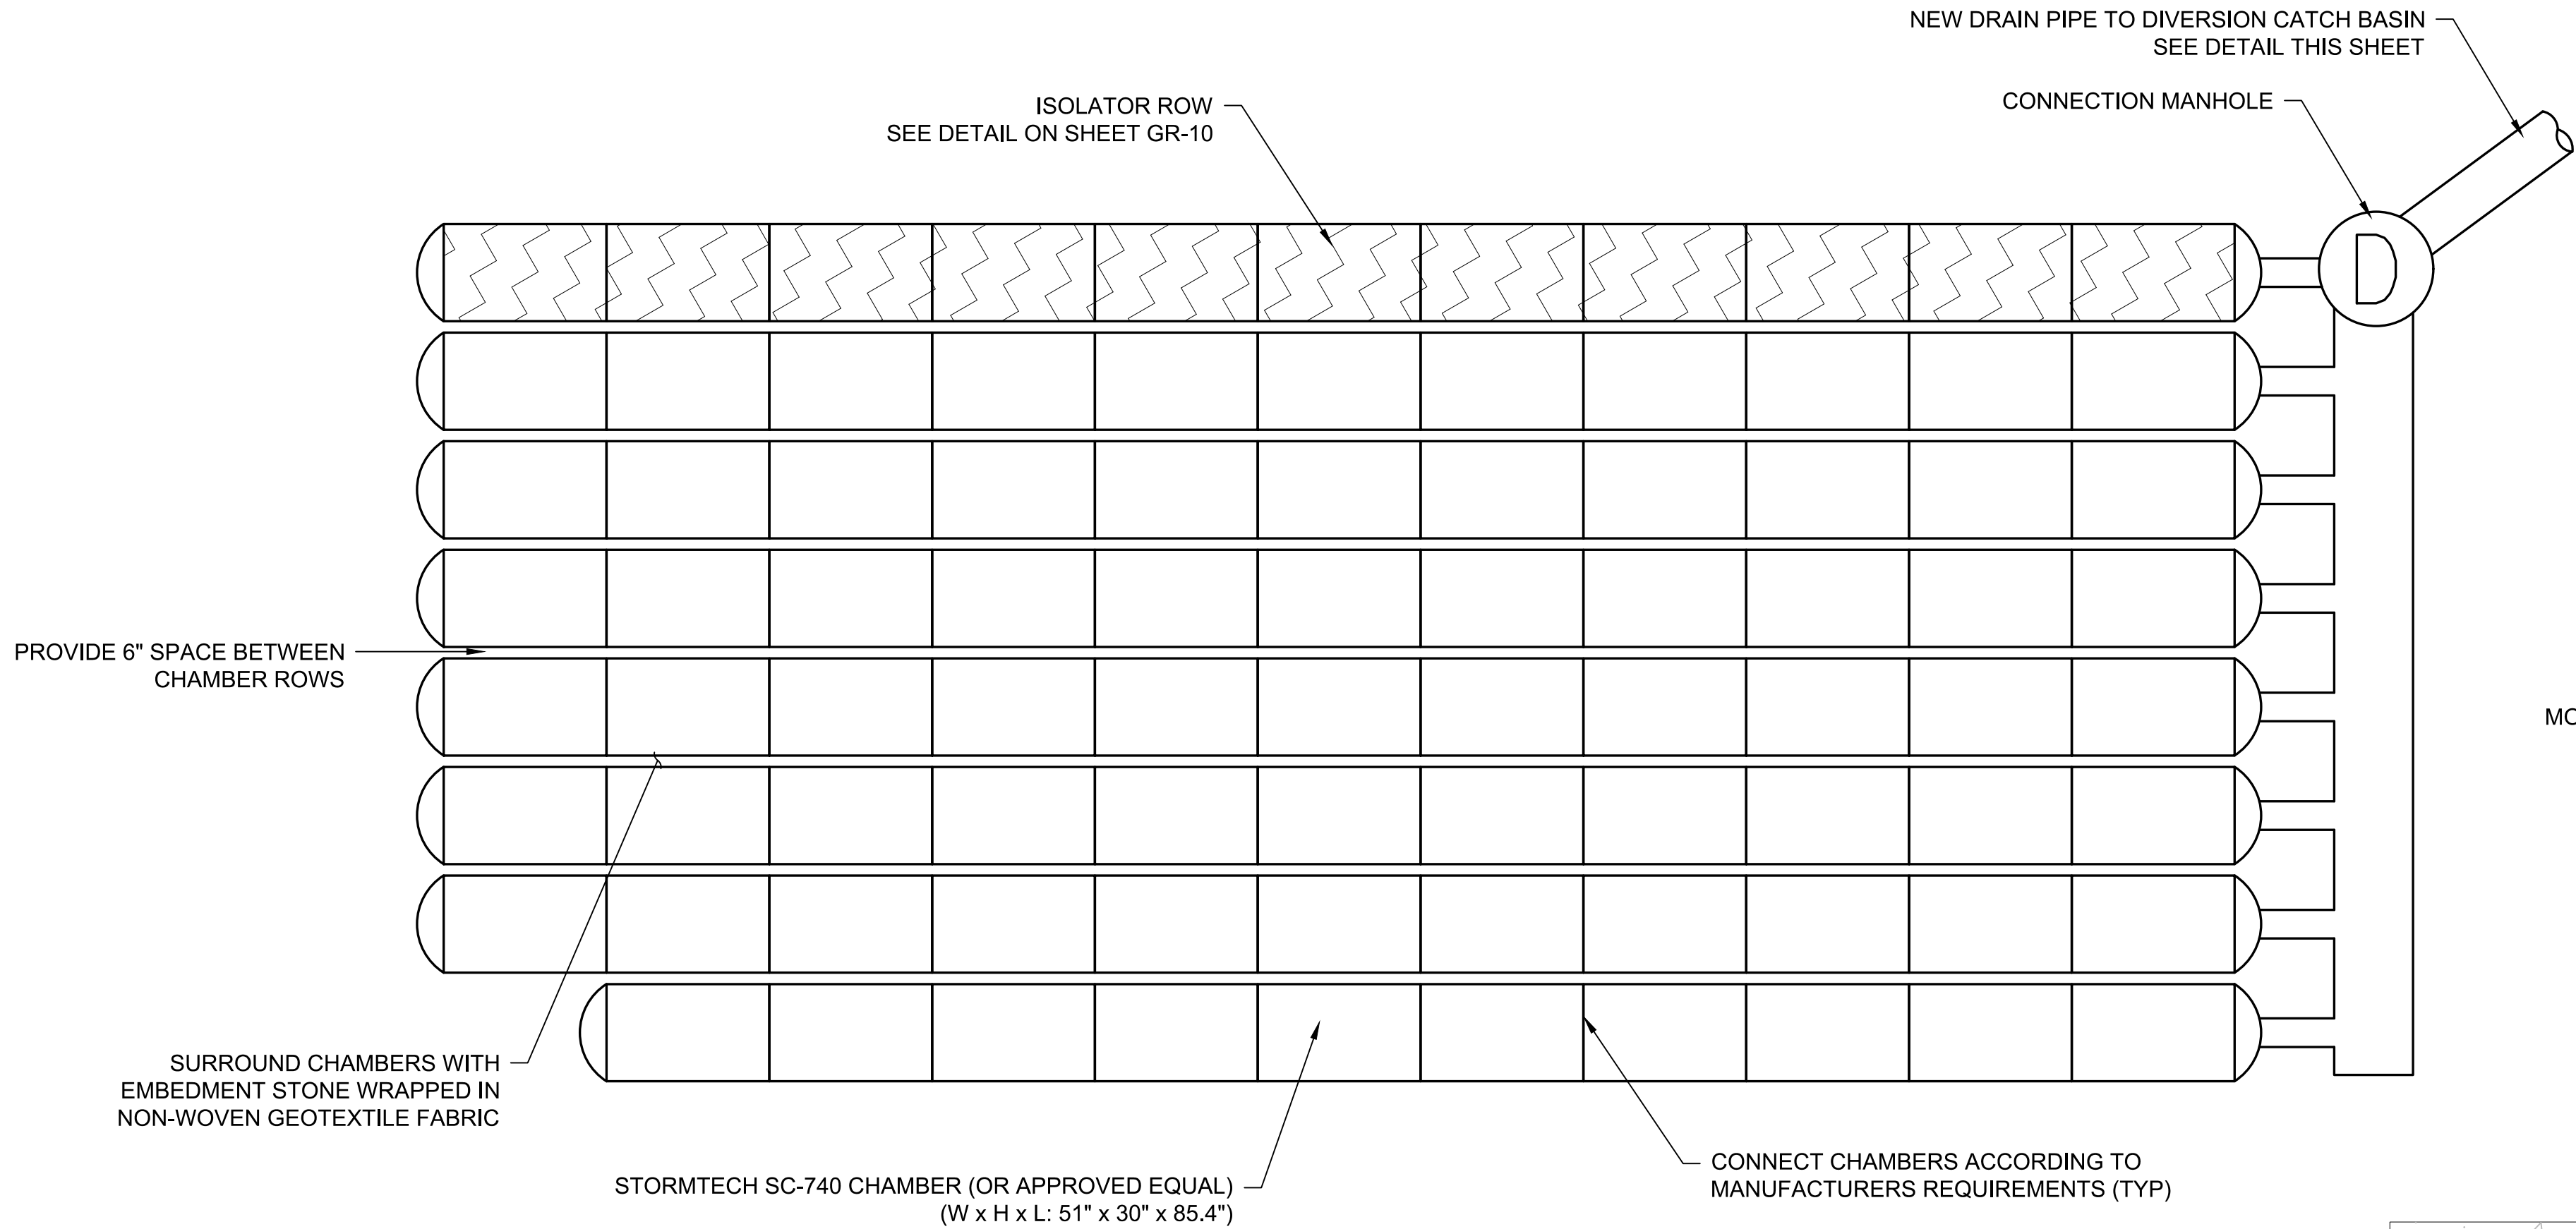 NEW DRAIN PIPE TO DIVERSION CATCH BASIN
SEE DETAIL THIS SHEET
CONNECTION MANHOLE
ISOLATOR ROW
SEE DETAIL ON SHEET GR-10
D
PROVIDE 6" SPACE BETWEEN
CHAMBER ROWS
MC
SURROUND CHAMBERS WITH
EMBEDMENT STONE WRAPPED IN
NON-WOVEN GEOTEXTILE FABRIC
STORMTECH SC-740 CHAMBER (OR APPROVED EQUAL)
(W x H x L: 51" x 30" x 85.4")
CONNECT CHAMBERS ACCORDING TO
MANUFACTURERS REQUIREMENTS (TYP)